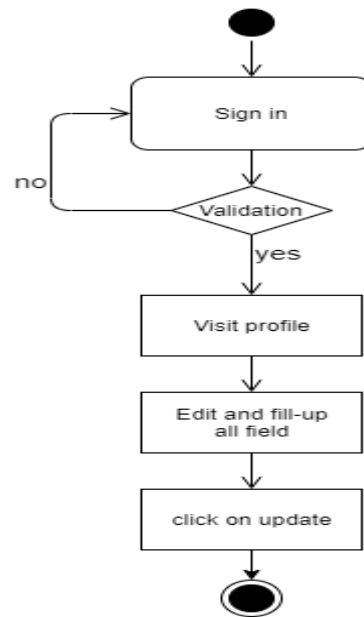 Sign in
no
Validation
yes
Visit profile
Edit and fill-up
all field
click on update